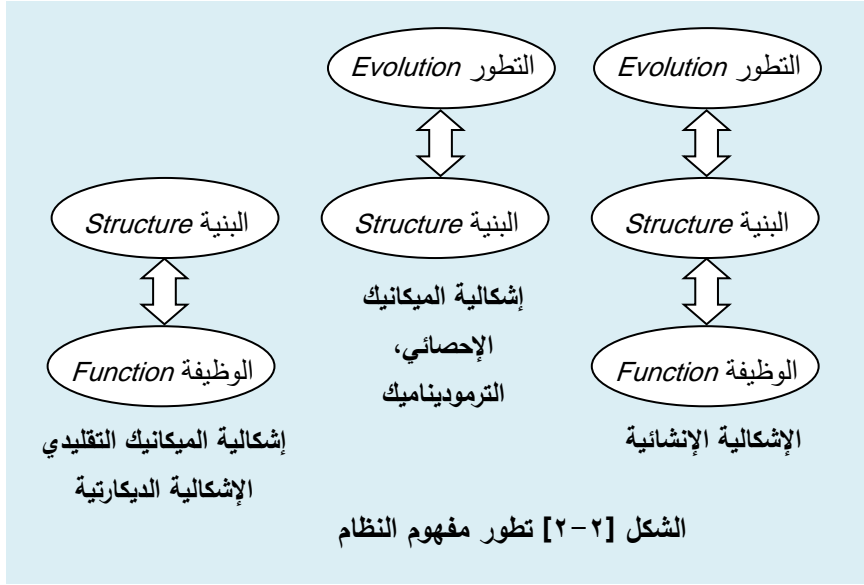 التطور Evolution
التطور Evolution
البنية Structure
البنية Structure
البنية Structure
الوظيفة Function
الإشكالية الإنشائية
إشكالية الميكانيك
الإحصائي،
الترموديناميك
الوظيفة Function
إشكالية الميكانيك التقليدي
الإشكالية الديكارتية
الشكل [٢-٢] تطور مفهوم النظام